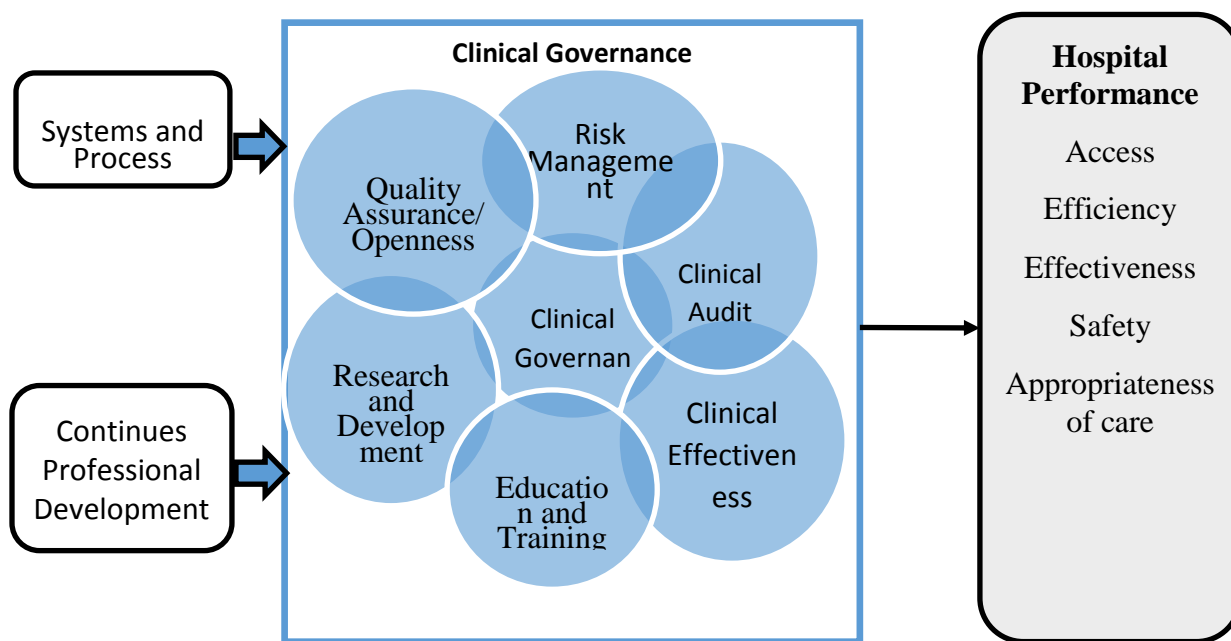 Clinical Governance
Systems and
Process
Continues
Professional
Development
Quality
Assurance/
Openness
Risk
Manageme
nt
Clinical
Audit
Clinical
Governan
Research
and
Develop
ment
Clinical
Effectiven
ess
Educatio
n and
Training
Hospital
Performance
Access
Efficiency
Effectiveness
Safety
Appropriateness
of care